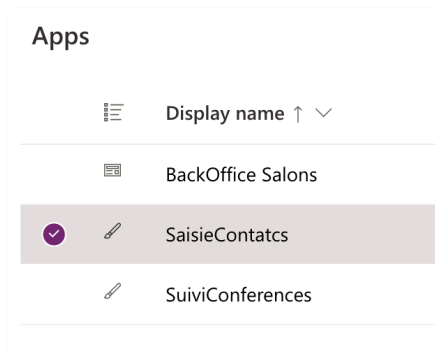 Apps
Display name
BackOffice Salons
SaisieContatcs
SuiviConferences